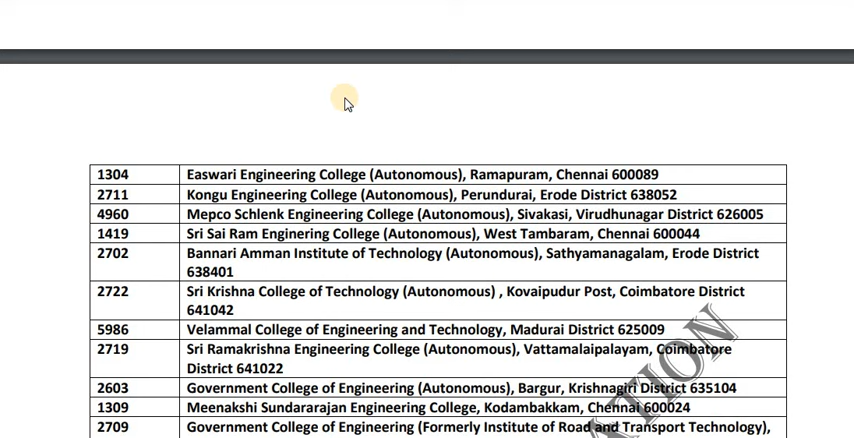 1304 Easwari Engineering College (Autonomous), Ramapuram, Chennai 600089
2711 Kongu Engineering College (Autonomous), Perundurai, Erode District 638052
4960 Mepco Schlenk Engineering College (Autonomous), Sivakasi, Virudhunagar District 626005
1419 Sri Sai Ram Enginering College (Autonomous), West Tambaram, Chennai 600044
2702 Bannari Amman Institute of Technology (Autonomous), Sathyamanagalam, Erode District
638401
2722 Sri Krishna College of Technology (Autonomous) , Kovaipudur Post, Coimbatore District
641042
5986 Velammal College of Engineering and Technology, Madurai District 625009
2719 Sri Ramakrishna Engineering College (Autonomous), Vattamalaipalayam, Coimbatore
District 641022
2603 Government College of Engineering (Autonomous), Bargur, Krishnagiri District 635104
1309 Meenakshi Sundararajan Engineering College, Kodambakkam, Chennai 600024
2709 Government College of Engineering (Formerly Institute of Road and Transport Technology),